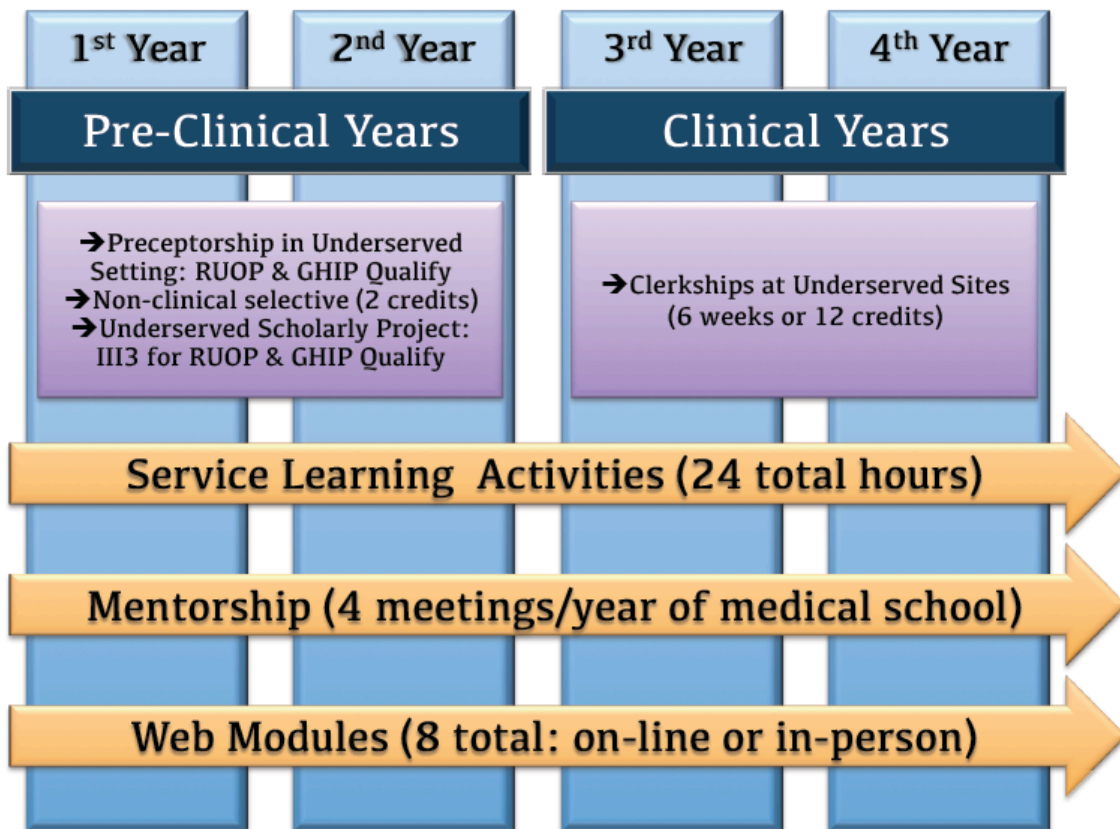 1st Year
2nd Year
3rd Year
4th Year
Pre-Clinical Years
Clinical Years
➔Preceptorship in Underserved
Setting: RUOP & GHIP Qualify
➔Non-clinical selective (2 credits)
➔Underserved Scholarly Project:
III3 for RUOP & GHIP Qualify
➔Clerkships at Underserved Sites
(6 weeks or 12 credits)
Service Learning Activities (24 total hours)
Mentorship (4 meetings/year of medical school)
Web Modules (8 total: on-line or in-person)